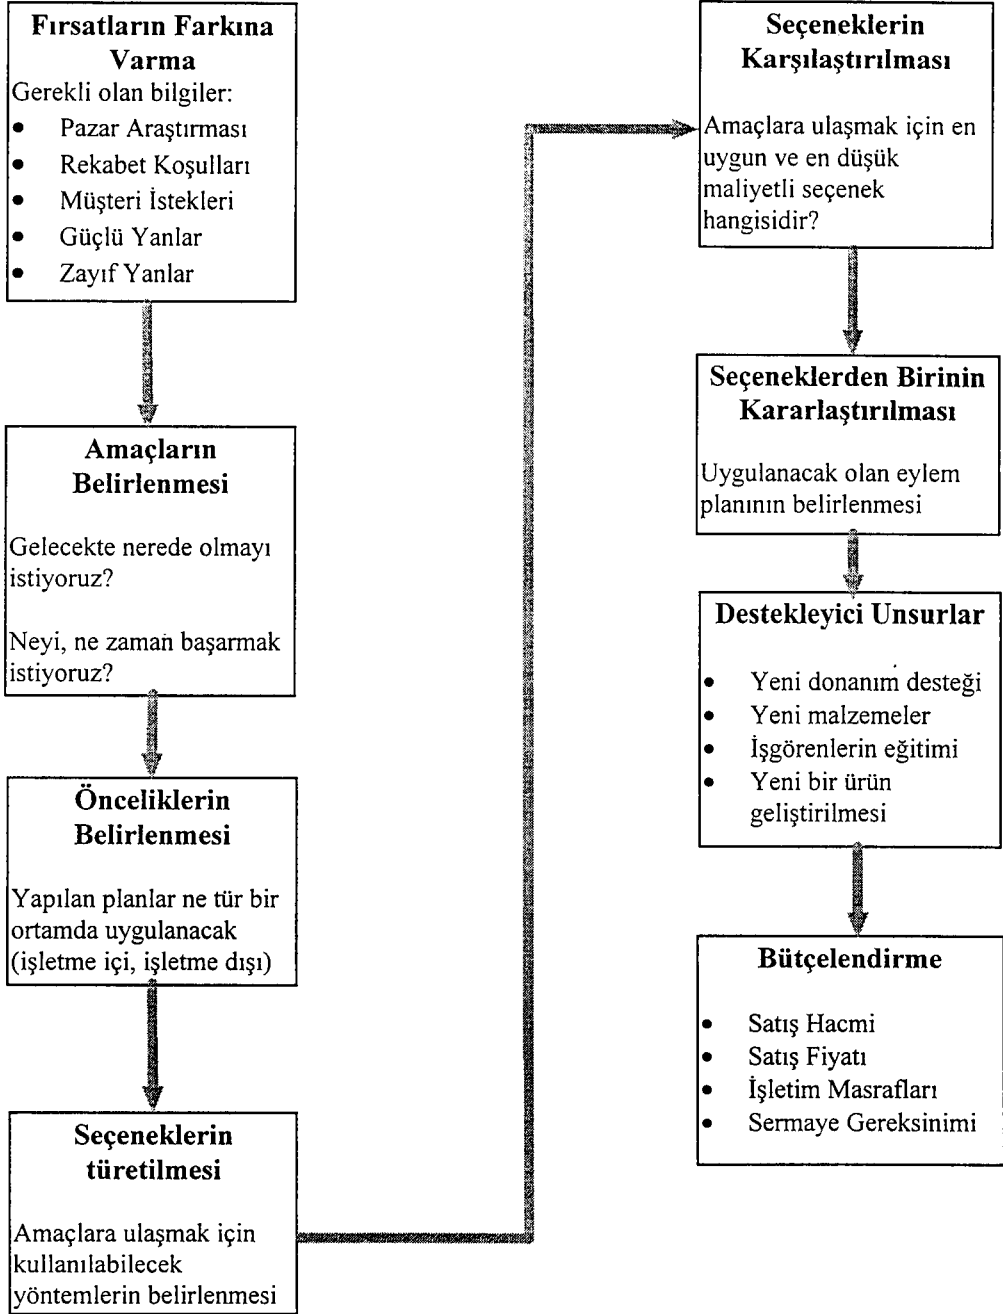 Fırsatların Farkına
Varma
Gerekli olan bilgiler:
• Pazar Araştırması
• Rekabet Koşulları
• Müşteri İstekleri
• Güçlü Yanlar
• Zayıf Yanlar
Amaçların
Belirlenmesi
Gelecekte nerede olmayı
istiyoruz?
Neyi, ne zaman başarmak
istiyoruz?
Önceliklerin
Belirlenmesi
Yapılan planlar ne tür bir
ortamda uygulanacak
(işletme içi, işletme dışı)
Seçeneklerin
türetilmesi
Amaçlara ulaşmak için
kullanılabilecek
yöntemlerin belirlenmesi
Seçeneklerin
Karşılaştırılması
Amaçlara ulaşmak için en
uygun ve en düşük
maliyetli seçenek
hangisidir?
Seçeneklerden Birinin
Kararlaştırılması
Uygulanacak olan eylem
planının belirlenmesi
Destekleyici Unsurlar
• Yeni donanım desteği
• Yeni malzemeler
• İşgörenlerin eğitimi
• Yeni bir ürün
geliştirilmesi
Bütçelendirme
• Satış Hacmi
• Satış Fiyatı
• İşletim Masrafları
• Sermaye Gereksinimi